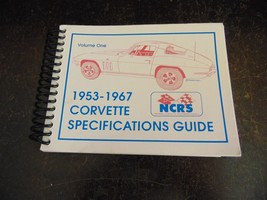 Volume One
1953-1967
NCRS
CORVETTE
SPECIFICATIONS GUIDE